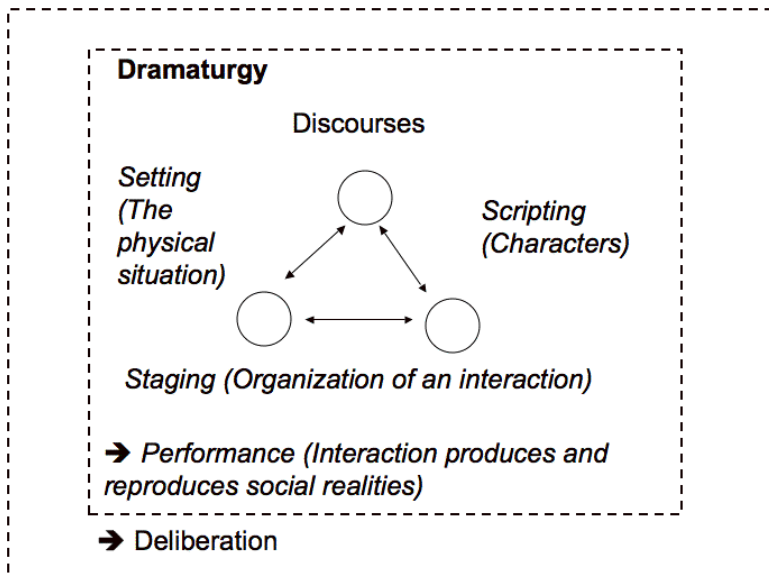 Dramaturgy
Discourses
Setting
(The
physical
situation)
Scripting
(Characters)
Staging (Organization of an interaction)
➔ Performance (Interaction produces and
reproduces social realities)
➔ Deliberation